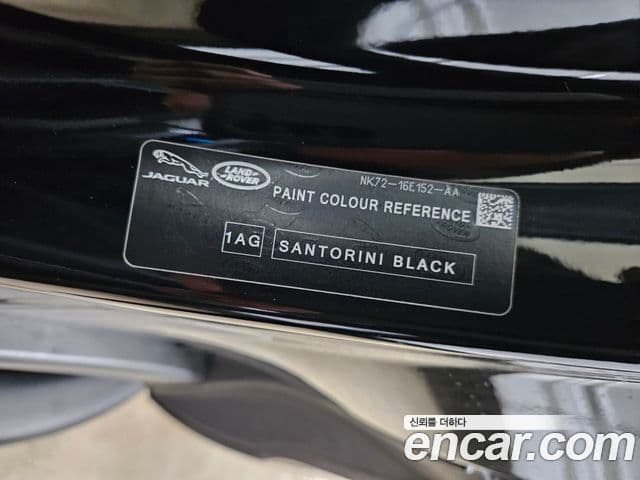 JAGUAR
LAND
ROVER
NK72-16E152-AA
PAINT COLOUR REFERENCE
1AG SANTORINI BLACK
신뢰를 더하다
encar.com